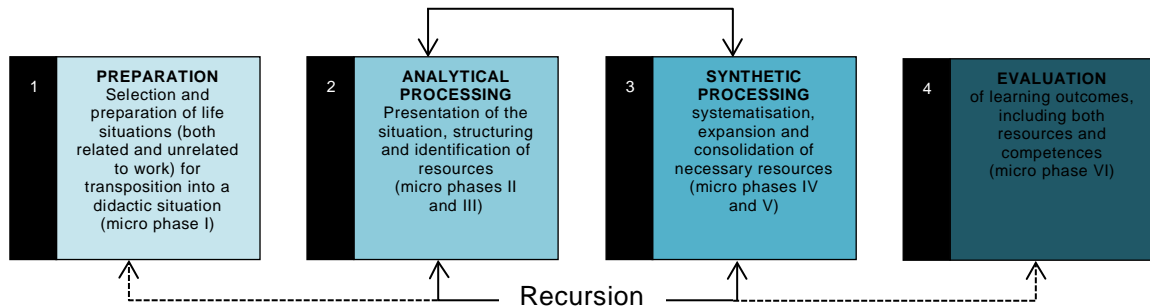 1
PREPARATION
Selection and
preparation of life
situations (both
related and unrelated
to work) for
transposition into a
didactic situation
(micro phase I)
2
ANALYTICAL
PROCESSING
Presentation of the
situation, structuring
and identification of
resources
(micro phases II
and III)
3
SYNTHETIC
PROCESSING
systematisation,
expansion and
consolidation of
necessary resources
(micro phases IV
and V)
4
EVALUATION
of learning outcomes,
including both
resources and
competences
(micro phase VI)
Recursion